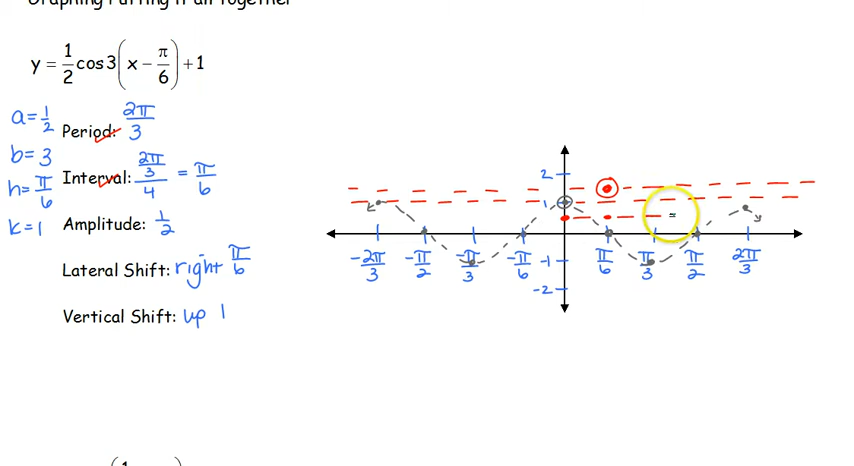 Graphing Putting it all Together
y = 1/2 cos3(x − π/6) + 1
a = 1/2
Period: 2π/3
b = 3
Interval: (2π/3)/4 = π/6
h = π/6
k = 1
Amplitude: 1/2
Lateral Shift: right π/6
Vertical Shift: up 1
2
1
-2π/3 -π/2 -π/3 -π/6 π/6 π/3 π/2 2π/3
-1
-2